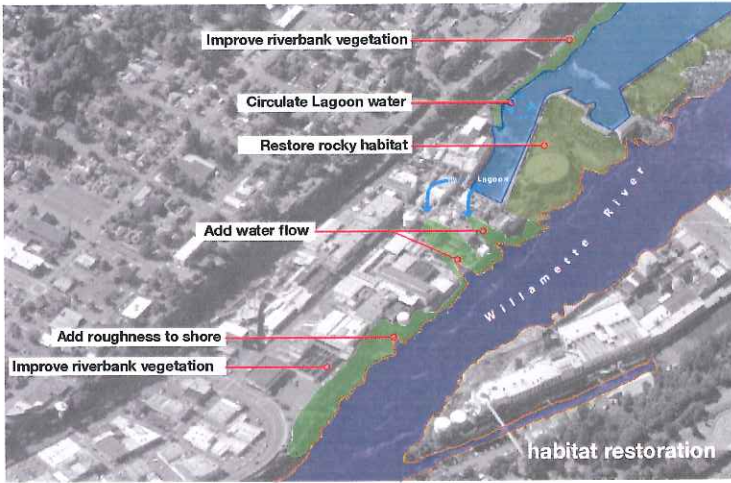 Improve riverbank vegetation
Circulate Lagoon water
Restore rocky habitat
Lagoon
Add water flow
Willamette River
Add roughness to shore
Improve riverbank vegetation
habitat restoration